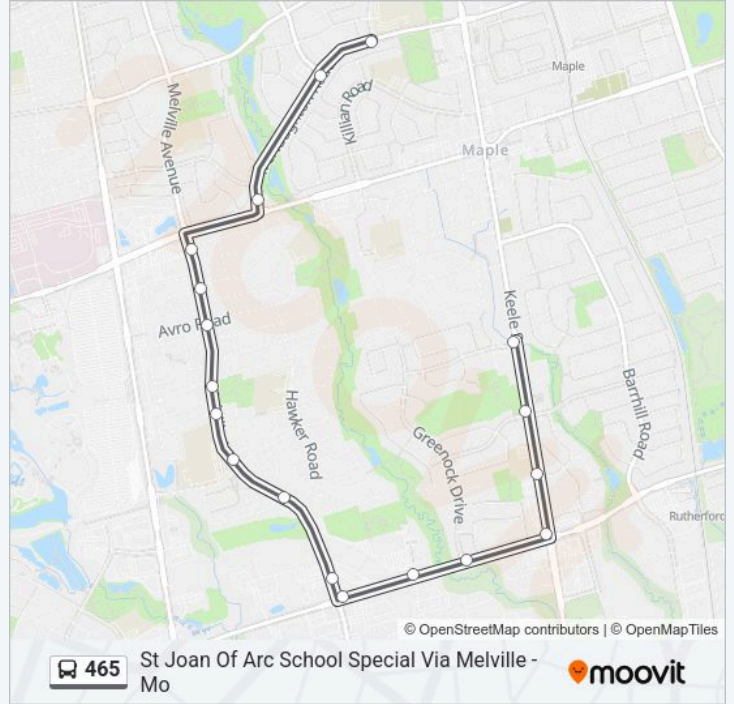 Road
Maple
Killian
Melville Avenue
Maple
Keele
Avro Road
Barrhill Road
Hawker Road
Greenock Drive
Rutherford
© OpenStreetMap contributors | © OpenMapTiles
465
St Joan Of Arc School Special Via Melville -
Mo
moovit